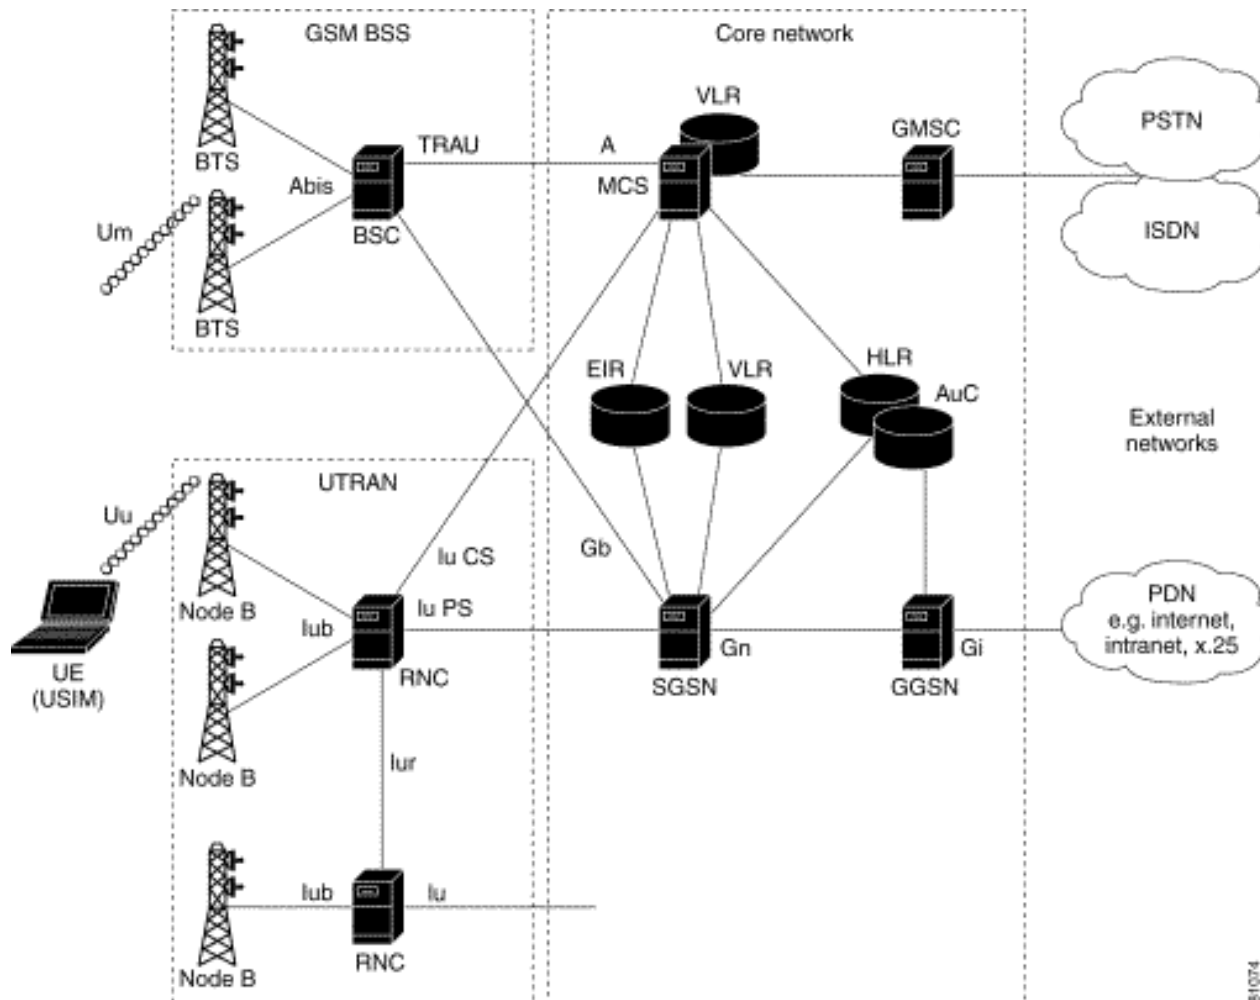 GSM BSS
Core network
VLR
GMSC
PSTN
BTS
TRAU
A
Abis
MCS
Um
BSC
ISDN
BTS
EIR
VLR
HLR
AuC
External
networks
UTRAN
Uu
Iu CS
Gb
Node B
Iu PS
PDN
e.g. internet,
intranet, x.25
Iub
Gn
Gi
UE
(USIM)
RNC
SGSN
GGSN
Iur
Node B
Iub
Iu
RNC
Node B